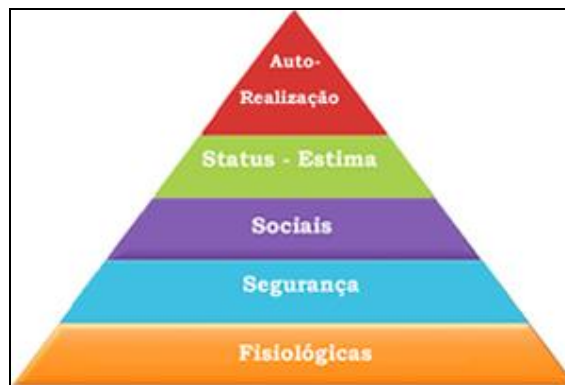 Auto-
Realização
Status - Estima
Sociais
Segurança
Fisiológicas